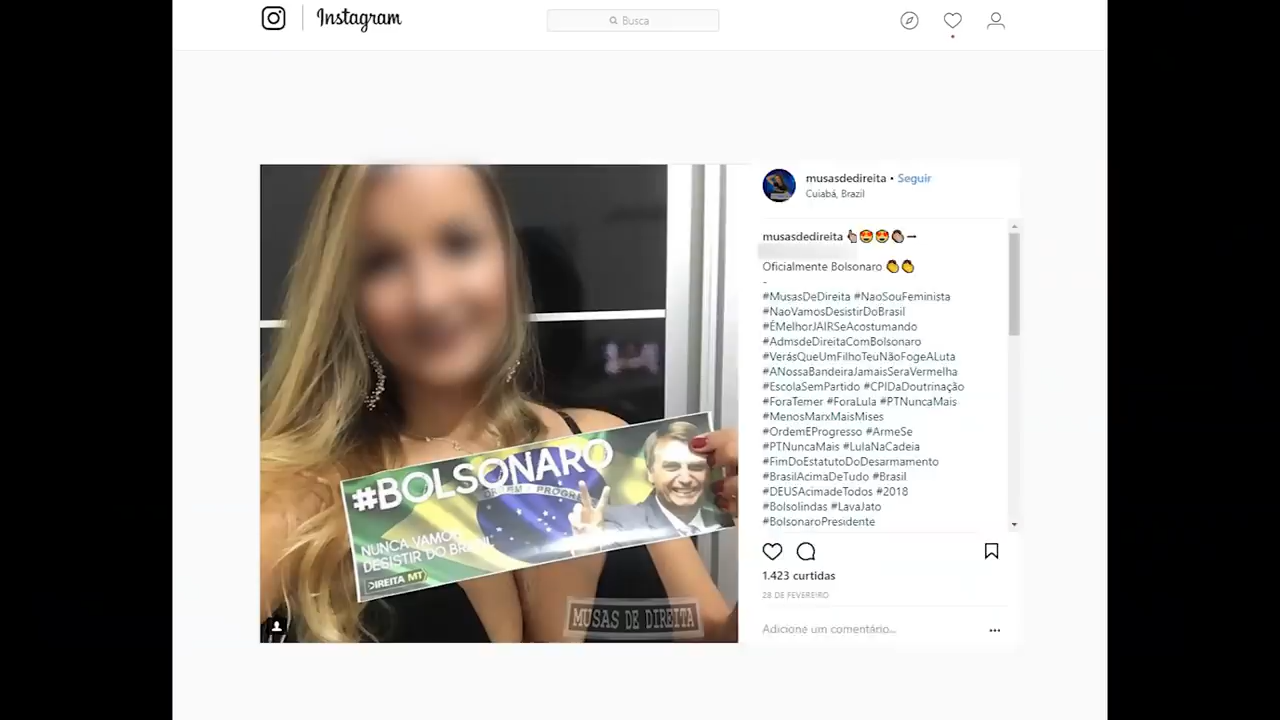 Instagram
Busca
musasdedireita • Seguir
Cuiabá, Brazil
musasdedireita
Oficialmente Bolsonaro
-
#MusasDeDireita #NaoSouFeminista
#NaoVamosDesistirDoBrasil
#ÉMelhorJAIRSeAcostumando
#AdmsdeDireitaComBolsonaro
#VerásQueUmFilhoTeuNãoFogeALuta
#ANossaBandeiraJamaisSeraVermelha
#EscolaSemPartido #CPIDaDoutrinação
#ForaTemer #ForaLula #PTNuncaMais
#MenosMarxMaisMises
#OrdemEProgresso #ArmeSe
#PTNuncaMais #LulaNaCadeia
#FimDoEstatutoDoDesarmamento
#BrasilAcimaDeTudo #Brasil
#DEUSAcimadeTodos #2018
#Bolsolindas #LavaJato
#BolsonaroPresidente
1.423 curtidas
28 DE FEVEREIRO
Adicione um comentário...
#BOLSONARO
NUNCA VAMOS
DESISTIR DO BRASIL
DIREITA MT
MUSAS DE DIREITA